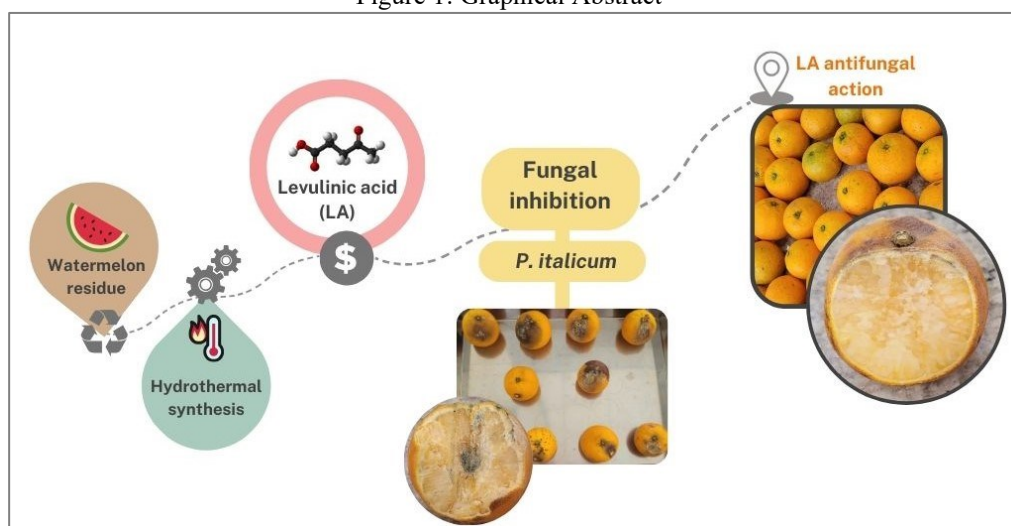 Figure 1: Graphical Abstract
Watermelon
residue
Hydrothermal
synthesis
Levulinic acid
(LA)
$
Fungal
inhibition
P. italicum
LA antifungal
action